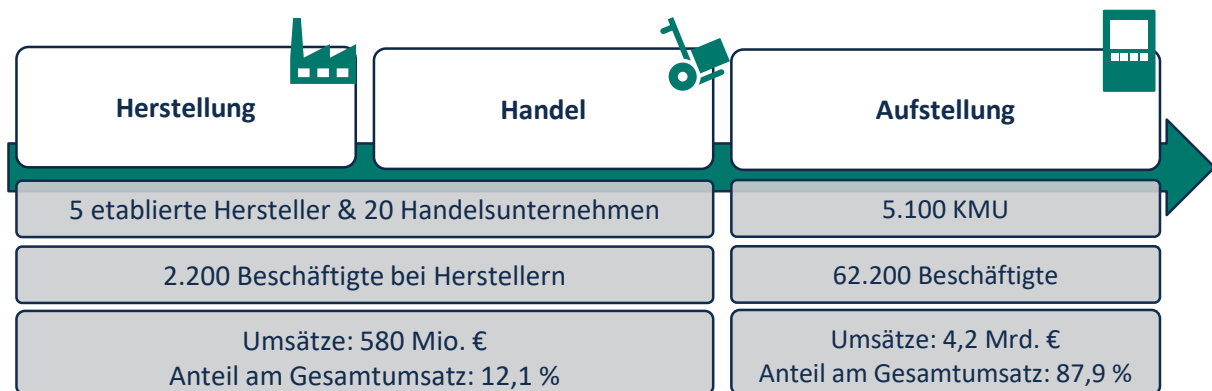 Herstellung
Handel
Aufstellung
5 etablierte Hersteller & 20 Handelsunternehmen
5.100 KMU
2.200 Beschäftigte bei Herstellern
62.200 Beschäftigte
Umsätze: 580 Mio. €
Anteil am Gesamtumsatz: 12,1 %
Umsätze: 4,2 Mrd. €
Anteil am Gesamtumsatz: 87,9 %